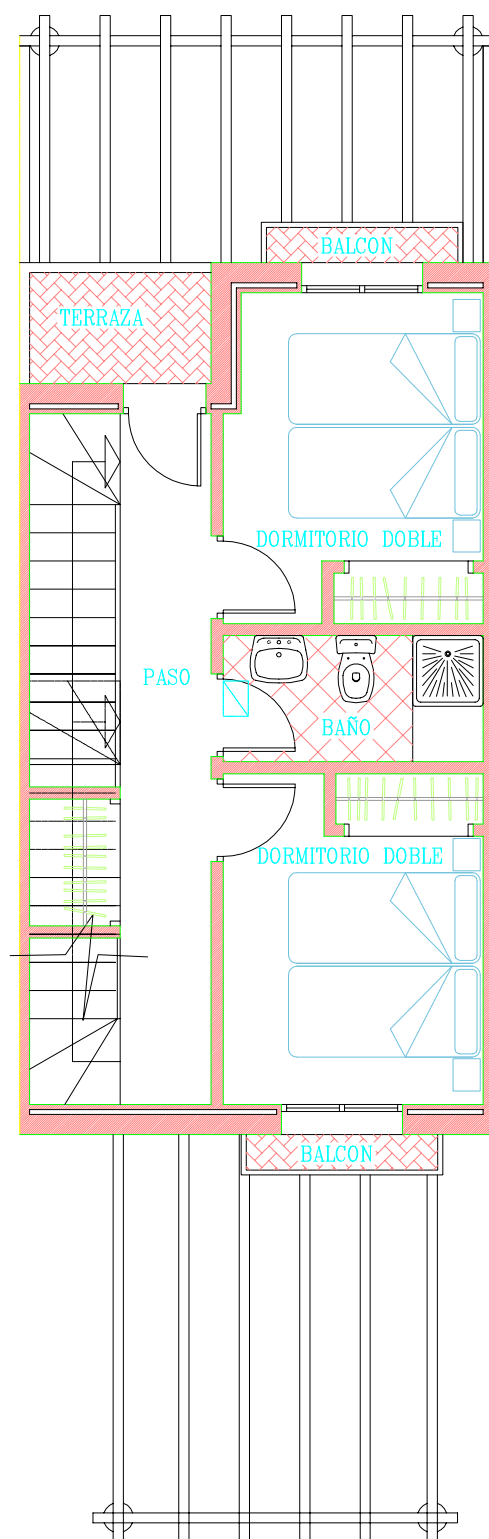 BALCON
TERRAZA
DORMITORIO DOBLE
PASO
BAÑO
DORMITORIO DOBLE
BALCON